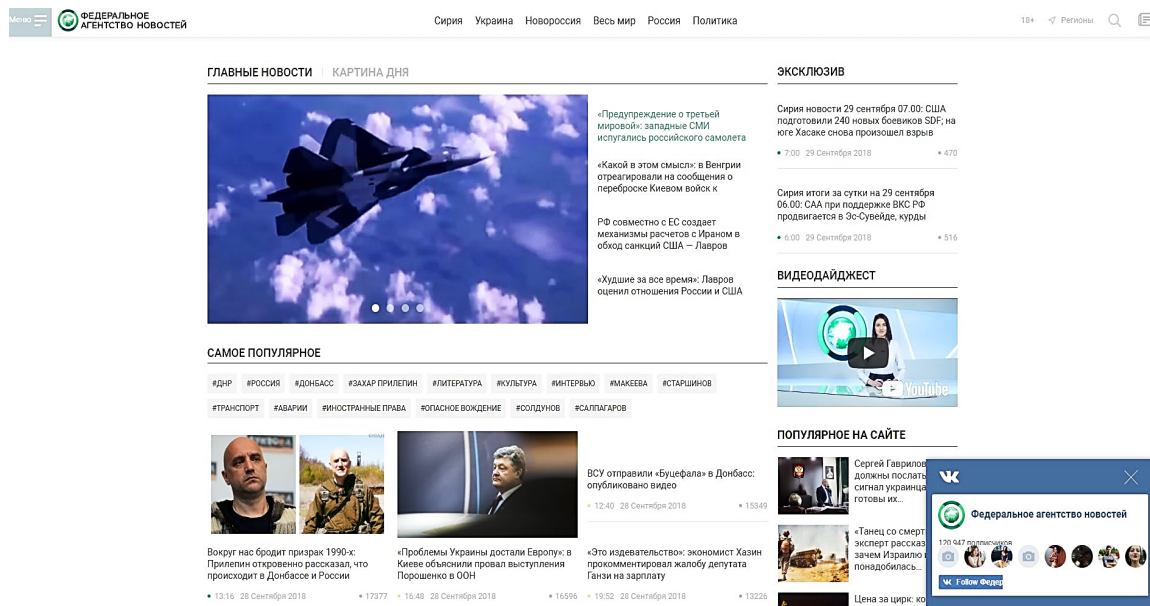 Меню
ФЕДЕРАЛЬНОЕ
АГЕНТСТВО НОВОСТЕЙ
Сирия Украина Новороссия Весь мир Россия Политика
18+ Регионы
ГЛАВНЫЕ НОВОСТИ КАРТИНА ДНЯ
«Предупреждение о третьей
мировой»: западные СМИ
испугались российского самолета
«Какой в этом смысл»: в Венгрии
отреагировали на сообщения о
переброске Киевом войск к
РФ совместно с ЕС создает
механизмы расчетов с Ираном в
обход санкций США — Лавров
«Худшие за все время»: Лавров
оценил отношения России и США
ЭКСКЛЮЗИВ
Сирия новости 29 сентября 07.00: США
подготовили 240 новых боевиков SDF; на
юге Хасаке снова произошел взрыв
7:00 29 Сентября 2018 470
Сирия итоги за сутки на 29 сентября
06.00: САА при поддержке ВКС РФ
продвигается в Эс-Сувейде, курды
6:00 29 Сентября 2018 516
ВИДЕОДАЙДЖЕСТ
YouTube
САМОЕ ПОПУЛЯРНОЕ
#ДНР #РОССИЯ #ДОНБАСС #ЗАХАР ПРИЛЕПИН #ЛИТЕРАТУРА #КУЛЬТУРА #ИНТЕРВЬЮ #МАКЕЕВА #СТАРШИНОВ
#ТРАНСПОРТ #АВАРИИ #ИНОСТРАННЫЕ ПРАВА #ОПАСНОЕ ВОЖДЕНИЕ #СОЛДУНОВ #САЛПАГАРОВ
Вокруг нас бродит призрак 1990-х:
Прилепин откровенно рассказал, что
происходит в Донбассе и России
13:16 28 Сентября 2018 17377
«Проблемы Украины достали Европу»: в
Киеве объяснили провал выступления
Порошенко в ООН
16:48 28 Сентября 2018 16596
ВСУ отправили «Буцефала» в Донбасс:
опубликовано видео
12:40 28 Сентября 2018 15349
«Это издевательство»: экономист Хазин
прокомментировал жалобу депутата
Ганзи на зарплату
19:52 28 Сентября 2018 13226
ПОПУЛЯРНОЕ НА САЙТЕ
Сергей Гаврилов
должны послать
сигнал украинца
готовы их...
«Танец со смерт
эксперт рассказ
зачем Израилю
понадобилась...
Цена за цирк: ко
Федеральное агентство новостей
120 947 подписчиков
Follow Федер